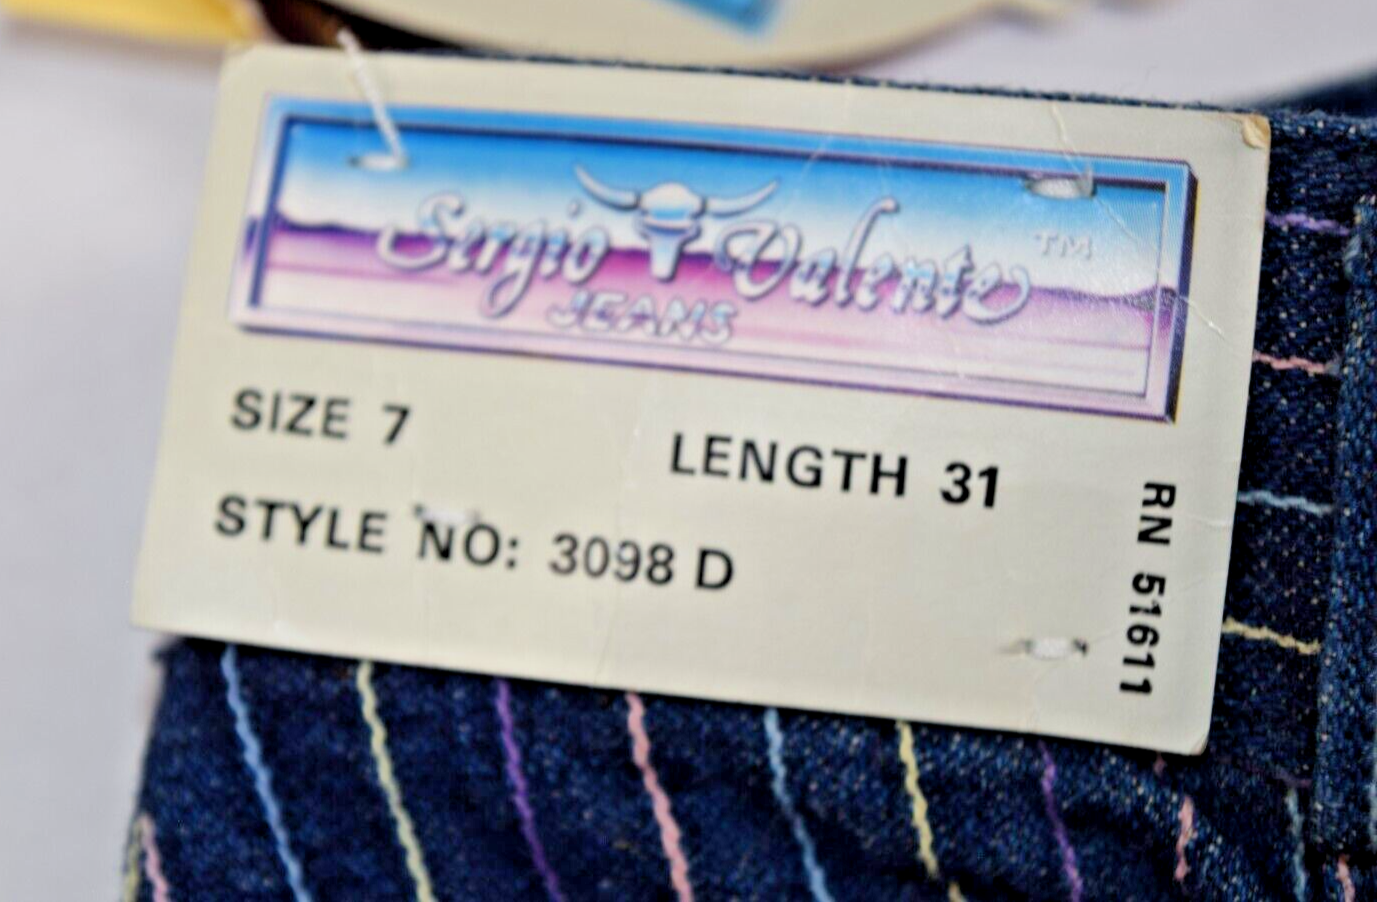 Sergio Valente TM
JEANS
SIZE 7
LENGTH 31
STYLE NO: 3098 D
RN 51611